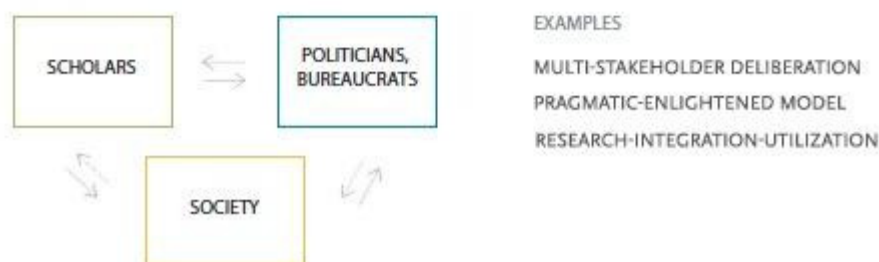 SCHOLARS
POLITICIANS,
BUREAUCRATS
SOCIETY
EXAMPLES
MULTI-STAKEHOLDER DELIBERATION
PRAGMATIC-ENLIGHTENED MODEL
RESEARCH-INTEGRATION-UTILIZATION